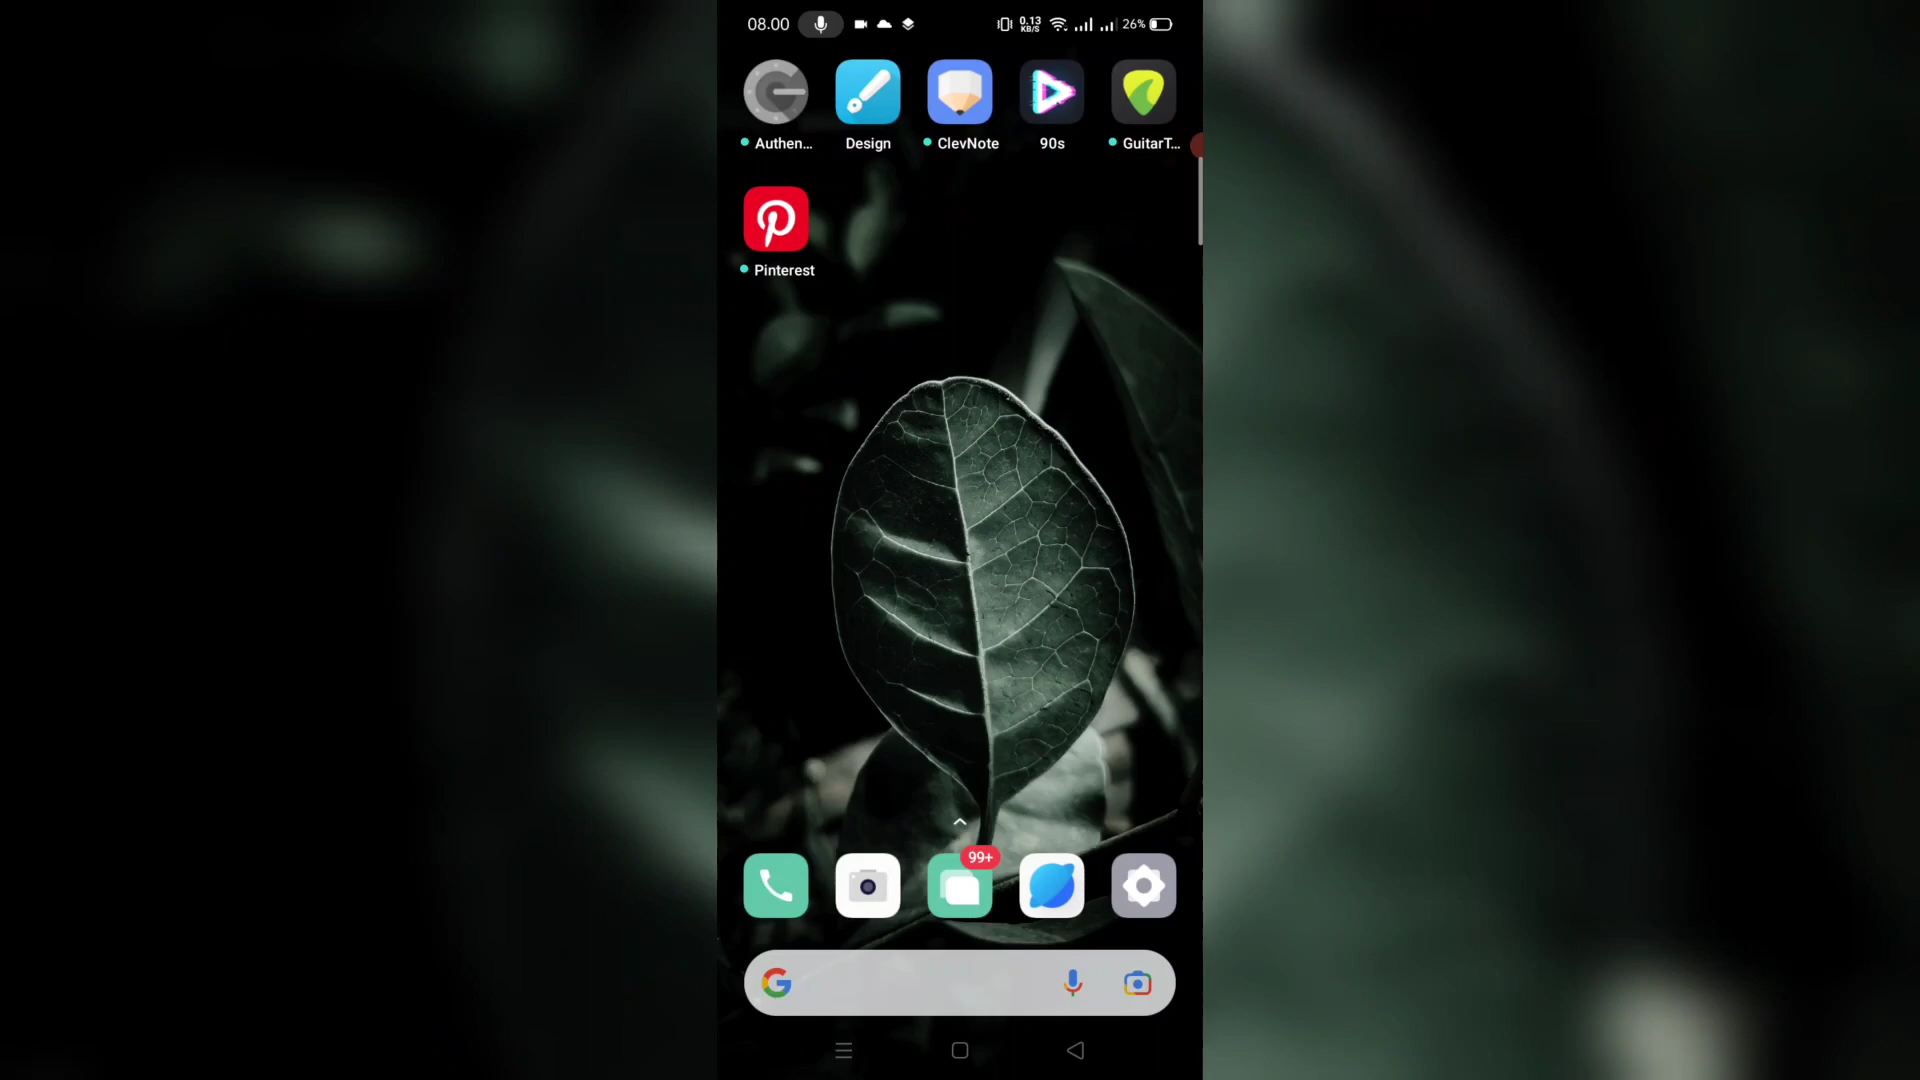 08.00 0.13 KB/S 26%
Authen... Design ClevNote 90s GuitarT...
Pinterest
99+